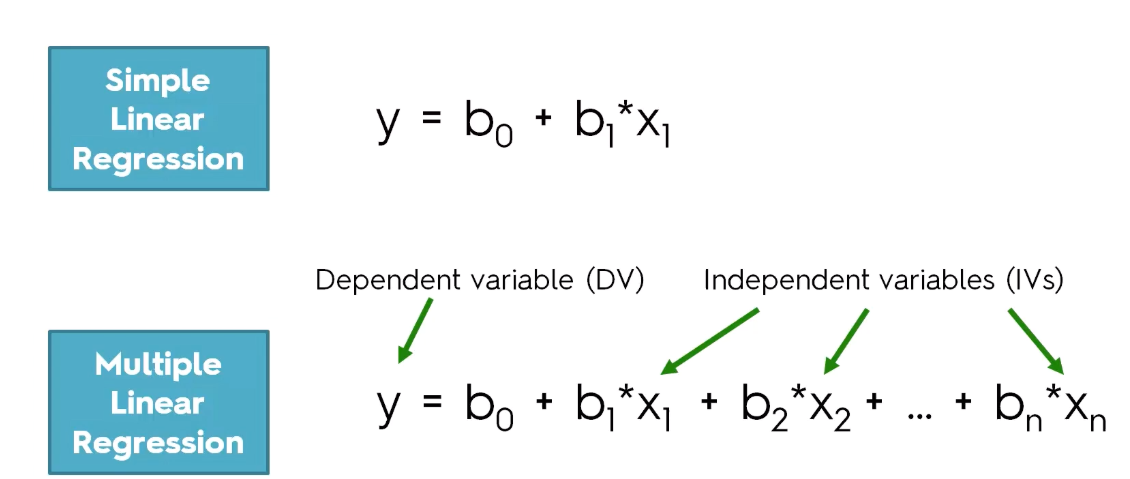 Simple
Linear
Regression
y = b₀ + b₁*x₁
Dependent variable (DV)
Independent variables (IVs)
Multiple
Linear
Regression
y = b₀ + b₁*x₁ + b₂*x₂ + ... + bₙ*xₙ